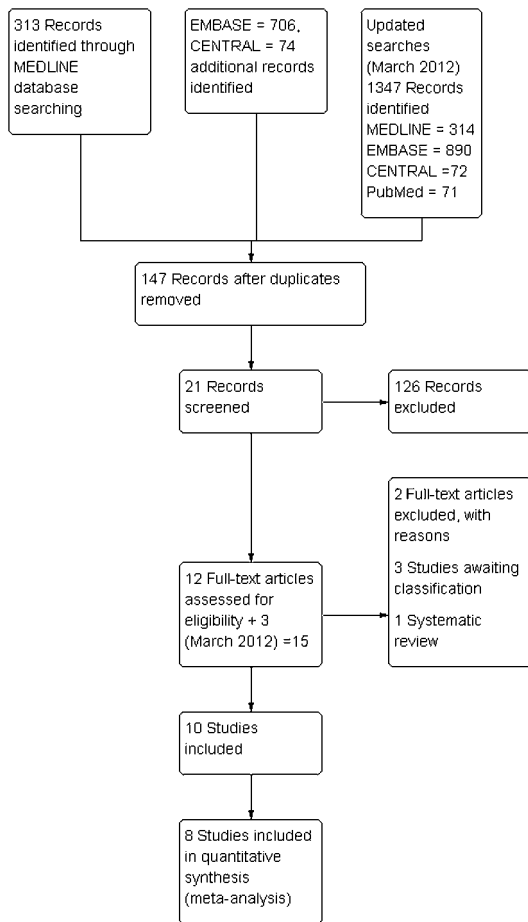 313 Records
identified through
MEDLINE
database
searching
EMBASE = 706,
CENTRAL = 74
additional records
identified
Updated
searches
(March 2012)
1347 Records
identified
MEDLINE = 314
EMBASE = 890
CENTRAL =72
PubMed = 71
147 Records after duplicates
removed
21 Records
screened
126 Records
excluded
2 Full-text articles
excluded, with
reasons
3 Studies awaiting
classification
1 Systematic
review
12 Full-text articles
assessed for
eligibility + 3
(March 2012) =15
10 Studies
included
8 Studies included
in quantitative
synthesis
(meta-analysis)